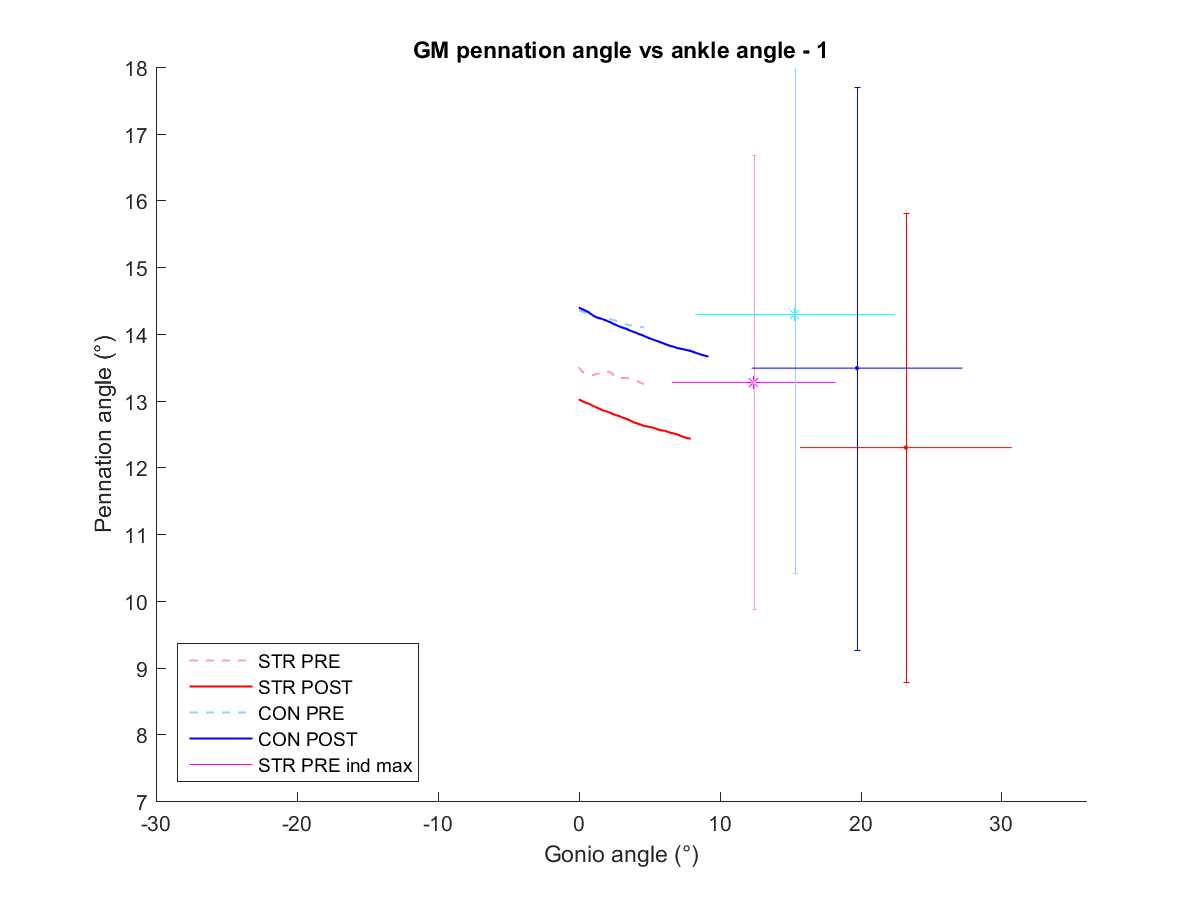 GM pennation angle vs ankle angle - 1
18
17
16
15
14
13
12
11
10
9
8
7
Pennation angle (°)
STR PRE
STR POST
CON PRE
CON POST
STR PRE ind max
-30 -20 -10 0 10 20 30
Gonio angle (°)